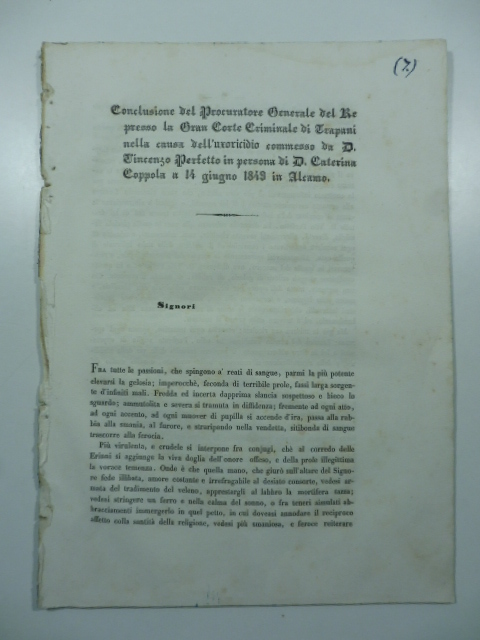 (7.)
Conclusione del Procuratore Generale del Re
presso la Gran Corte Criminale di Trapani
nella causa dell'uxoricidio commesso da D.
Vincenzo Perfetto in persona di D. Caterina
Coppola a 14 giugno 1849 in Alcamo.
Signori
FRA tutte le passioni, che spingono a' reati di sangue, parmi la più potente
elevarsi la gelosia; imperocchè, feconda di terribile prole, fassi larga sorgen-
te d'infiniti mali. Fredda ed incerta dapprima slancia sospettoso e bieco lo
sguardo; ammutolita e severa si tramuta in diffidenza; fremente ad ogni atto,
ad ogni accento, ad ogni muover di pupilla si accende d'ira, passa alla rab-
bia alla smania, al furore, e straripando nella vendetta, sitibonda di sangue
trascorre alla ferocia.
Più virulenta, e crudele si interpone fra conjugi, chè al corredo delle
Erinni si aggiunge la viva doglia dell'onore offeso, e della prole illegittima
la vorace temenza. Onde è che quella mano, che giurò sull'altare del Signo-
re fede illibata, amore costante e irrefragabile al desiato consorte, vedesi ar-
mata del tradimento del veleno, apprestargli al labbro la mortifera tazza;
vedesi stringere un ferro e nella calma del sonno, o fra teneri simulati ab-
bracciamenti immergerlo in quel petto, in cui dovessi annodare il reciproco
affetto colla santità della religione, vedesi più smanioso, e feroce reiterare